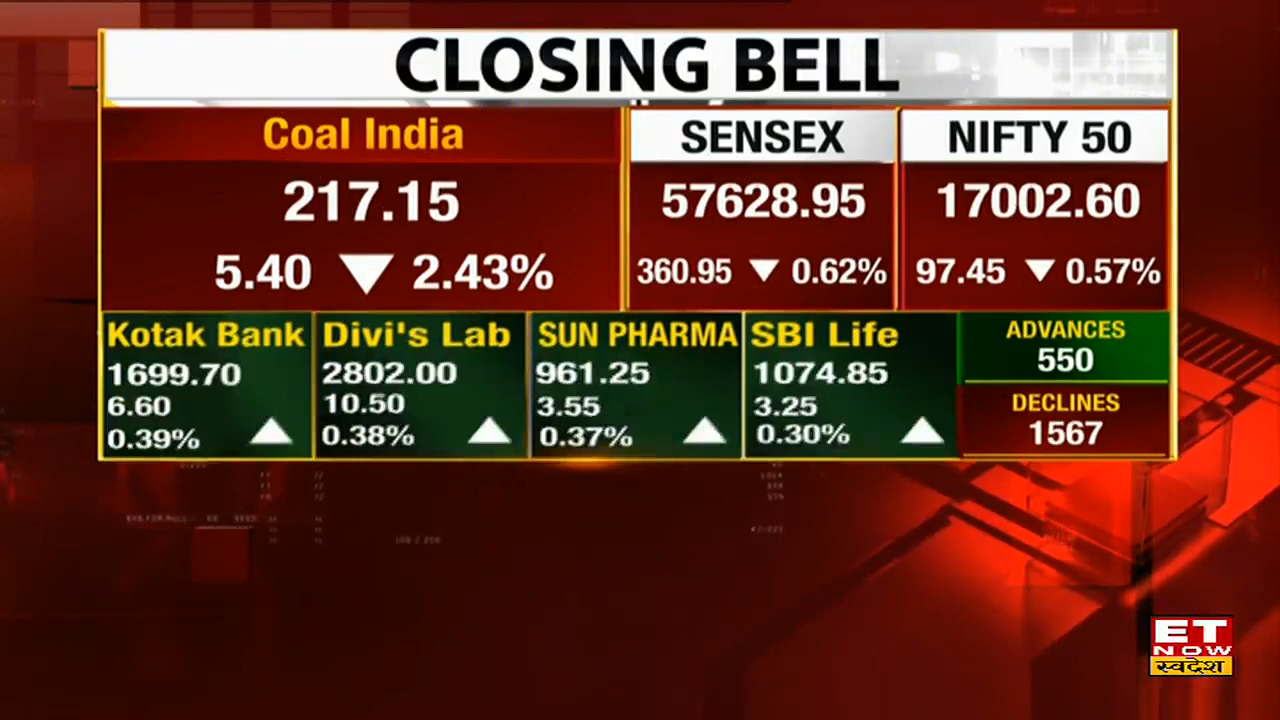 CLOSING BELL
Coal India
217.15
5.40 ▼ 2.43%
SENSEX
57628.95
360.95 ▼ 0.62%
NIFTY 50
17002.60
97.45 ▼ 0.57%
Kotak Bank
1699.70
6.60
0.39% ▲
Divi's Lab
2802.00
10.50
0.38% ▲
SUN PHARMA
961.25
3.55
0.37% ▲
SBI Life
1074.85
3.25
0.30% ▲
ADVANCES
550
DECLINES
1567
ET
NOW
स्वदेश